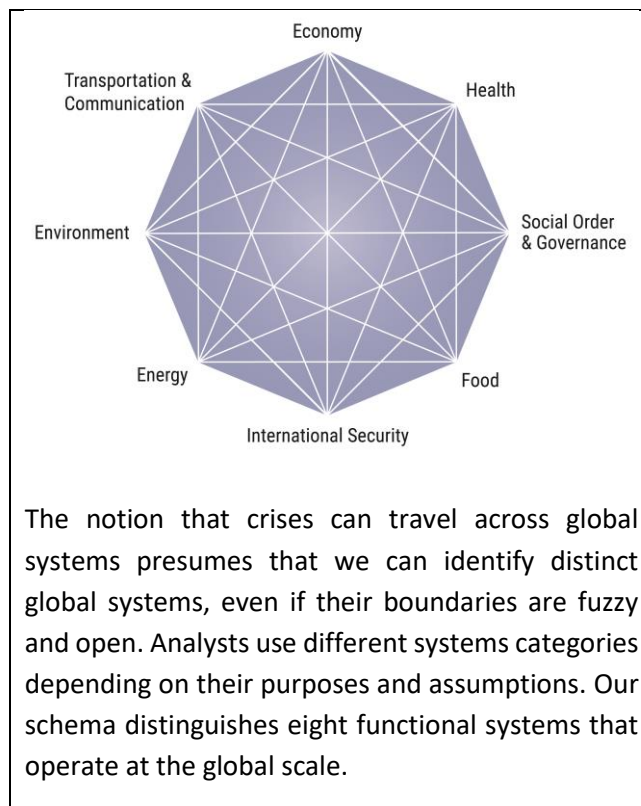 Economy
Transportation &
Communication
Health
Environment
Social Order
& Governance
Energy
Food
International Security
The notion that crises can travel across global
systems presumes that we can identify distinct
global systems, even if their boundaries are fuzzy
and open. Analysts use different systems categories
depending on their purposes and assumptions. Our
schema distinguishes eight functional systems that
operate at the global scale.